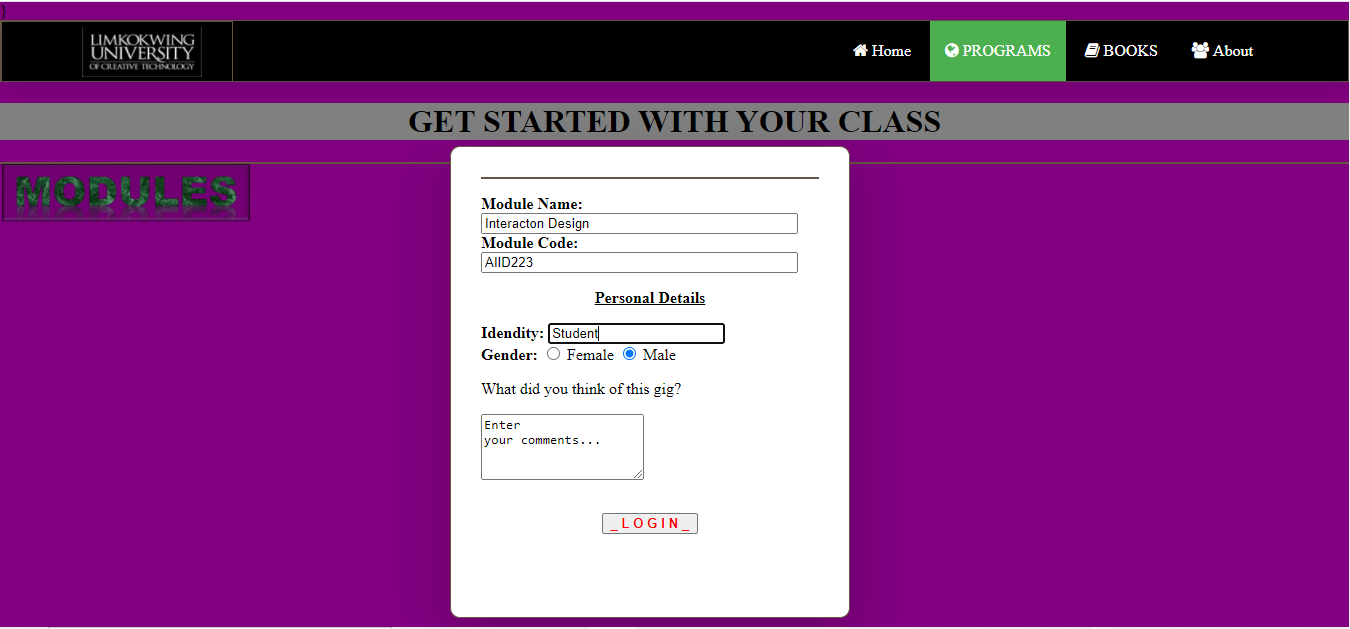 }
LIMKOKWING
UNIVERSITY
OF CREATIVE TECHNOLOGY
Home PROGRAMS BOOKS About
GET STARTED WITH YOUR CLASS
MODULES
Module Name:
Interacton Design
Module Code:
AIID223
Personal Details
Idendity: Student
Gender: Female Male
What did you think of this gig?
Enter
your comments...
_ L O G I N _